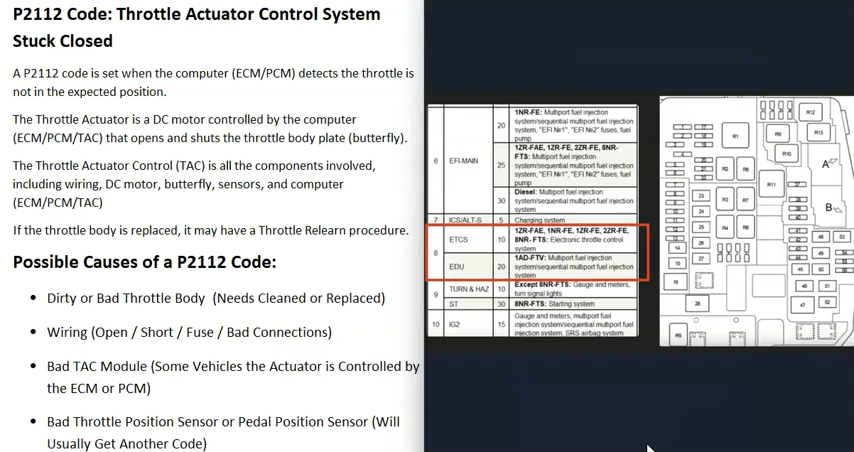 P2112 Code: Throttle Actuator Control System
Stuck Closed
A P2112 code is set when the computer (ECM/PCM) detects the throttle is
not in the expected position.
The Throttle Actuator is a DC motor controlled by the computer
(ECM/PCM/TAC) that opens and shuts the throttle body plate (butterfly).
The Throttle Actuator Control (TAC) is all the components involved,
including wiring, DC motor, butterfly, sensors, and computer
(ECM/PCM/TAC)
If the throttle body is replaced, it may have a Throttle Relearn procedure.
Possible Causes of a P2112 Code:
• Dirty or Bad Throttle Body (Needs Cleaned or Replaced)
• Wiring (Open / Short / Fuse / Bad Connections)
• Bad TAC Module (Some Vehicles the Actuator is Controlled by
the ECM or PCM)
• Bad Throttle Position Sensor or Pedal Position Sensor (Will
Usually Get Another Code)
6 EFI-MAIN
20 1NR-FE: Multiport fuel injection
system/sequential multiport fuel injection
system, "EFI №1", "EFI №2" fuses, fuel
pump
25 1ZR-FAE, 1ZR-FE, 2ZR-FE, 8NR-
FTS: Multiport fuel injection
system/sequential multiport fuel injection
system, "EFI №1", "EFI №2" fuses, fuel
pump
30 Diesel: Multiport fuel injection
system/sequential multiport fuel injection
system
7 ICS/ALT-S 5 Charging system
8 ETCS 10 1ZR-FAE, 1NR-FE, 1ZR-FE, 2ZR-FE,
8NR- FTS: Electronic throttle control
system
EDU 20 1AD-FTV: Multiport fuel injection
system/sequential multiport fuel injection
system
9 TURN & HAZ 10 Except 8NR-FTS: Gauge and meters,
turn signal lights
ST 30 8NR-FTS: Starting system
10 IG2 15 Gauge and meters, multiport fuel
injection system/sequential multiport fuel
injection system, SRS airbag system
R12
R1 R9 R13
R10
A
R2 R6
R11
B
R3 R7
R4 R8
23
24
25
26
27
14
15
16
28
48 53
49
45 50
46 51
47 52
R5